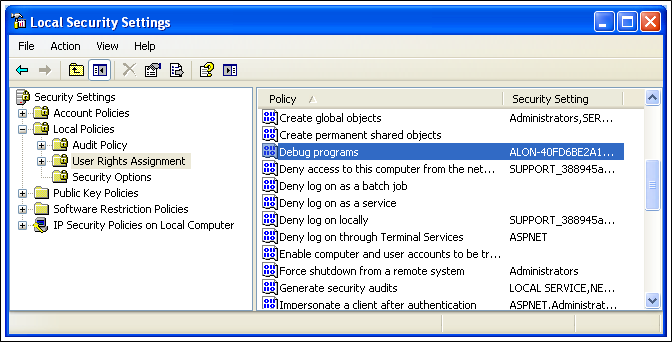 Local Security Settings
File Action View Help
Security Settings
Account Policies
Local Policies
Audit Policy
User Rights Assignment
Security Options
Public Key Policies
Software Restriction Policies
IP Security Policies on Local Computer
Policy Security Setting
Create global objects Administrators,SER...
Create permanent shared objects
Debug programs ALON-40FD6BE2A1...
Deny access to this computer from the net... SUPPORT_388945a...
Deny log on as a batch job
Deny log on as a service
Deny log on locally SUPPORT_388945a...
Deny log on through Terminal Services ASPNET
Enable computer and user accounts to be tr...
Force shutdown from a remote system Administrators
Generate security audits LOCAL SERVICE,NE...
Impersonate a client after authentication ASPNET,Administrat...